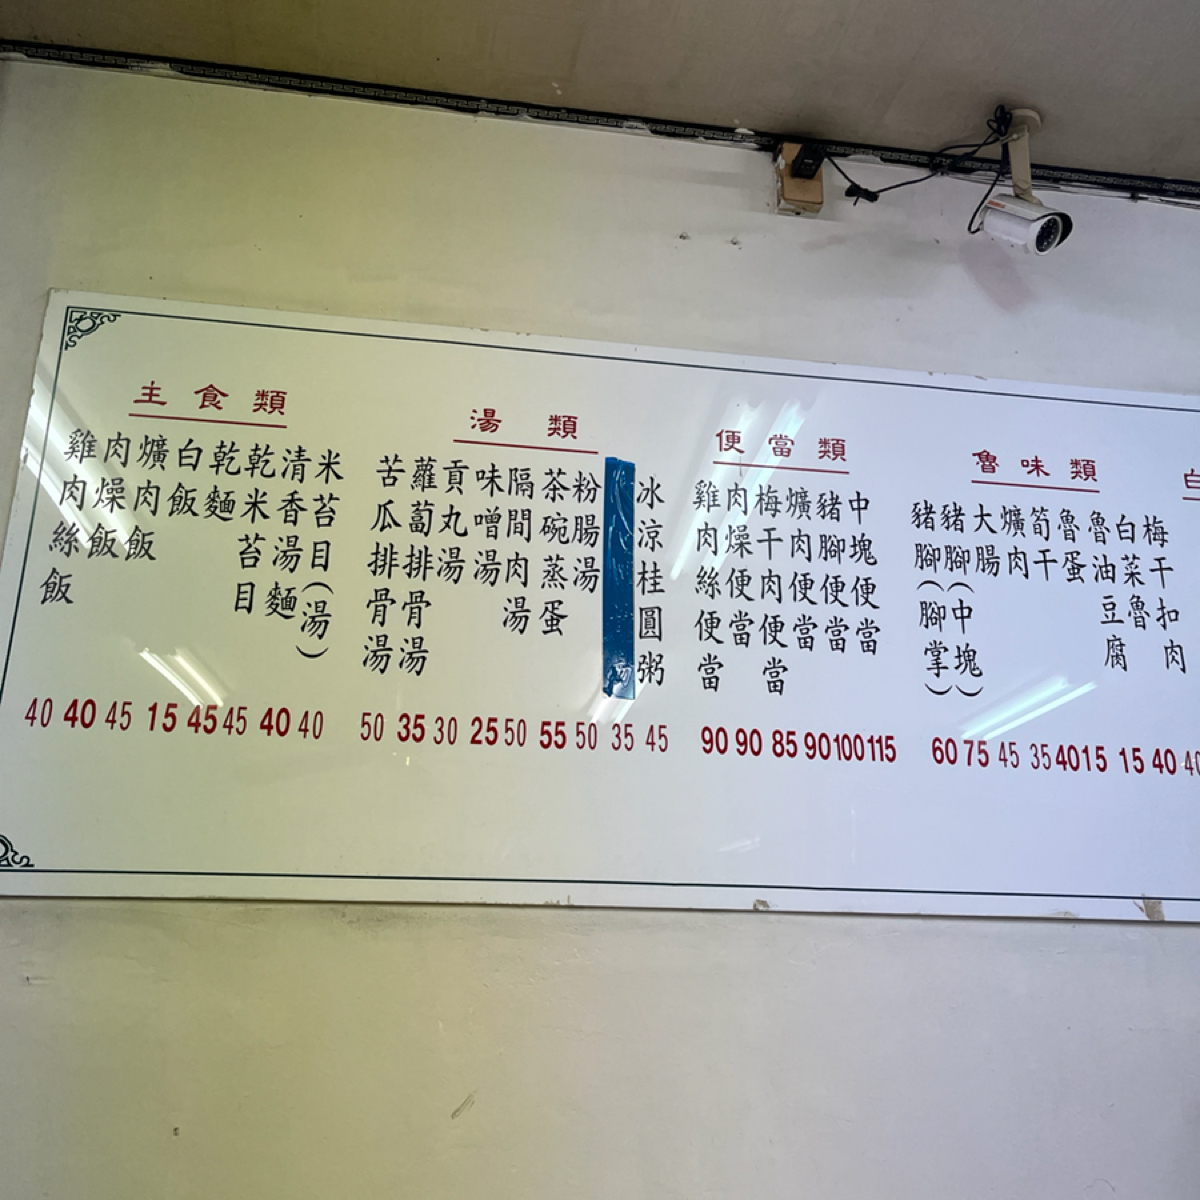 主食類
雞肉絲飯
肉燥飯
爌肉飯
白飯
乾麵
乾米苔目
清香湯麵
米苔目(湯)
40 40 45 15 45 45 40 40
湯類
苦瓜排骨湯
蘿蔔排骨湯
貢丸湯
味噌湯
隔間肉湯
茶碗蒸蛋
粉腸湯
湯
冰涼桂圓粥
50 35 30 25 50 55 50 35 45
便當類
雞肉絲便當
肉燥便當
梅干肉便當
爌肉便當
豬腳便當
中塊便當
90 90 85 90 100 115
魯味類
豬腳(腳掌)
豬腳(中塊)
大腸
爌肉
筍干
魯蛋
魯油豆腐
白菜魯
梅干扣肉
60 75 45 35 40 15 15 40 40
白